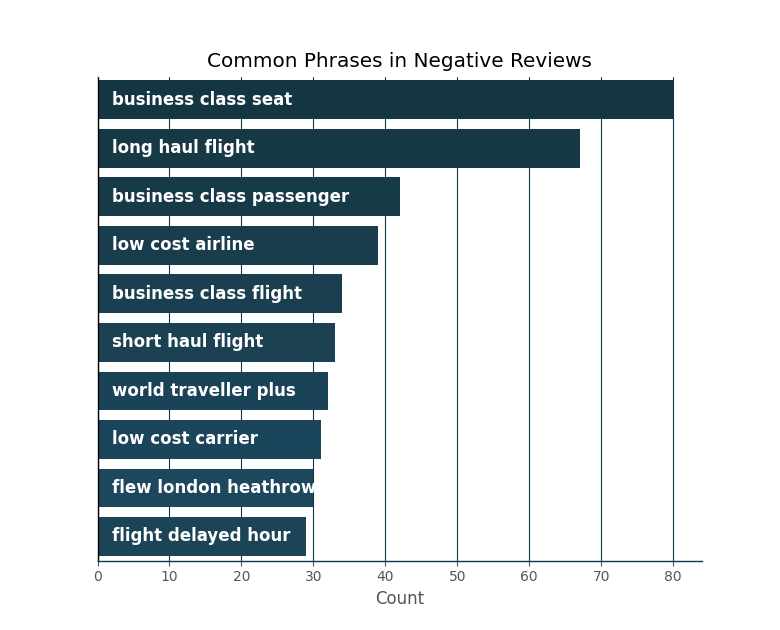 Common Phrases in Negative Reviews
business class seat
long haul flight
business class passenger
low cost airline
business class flight
short haul flight
world traveller plus
low cost carrier
flew london heathrow
flight delayed hour
0 10 20 30 40 50 60 70 80
Count